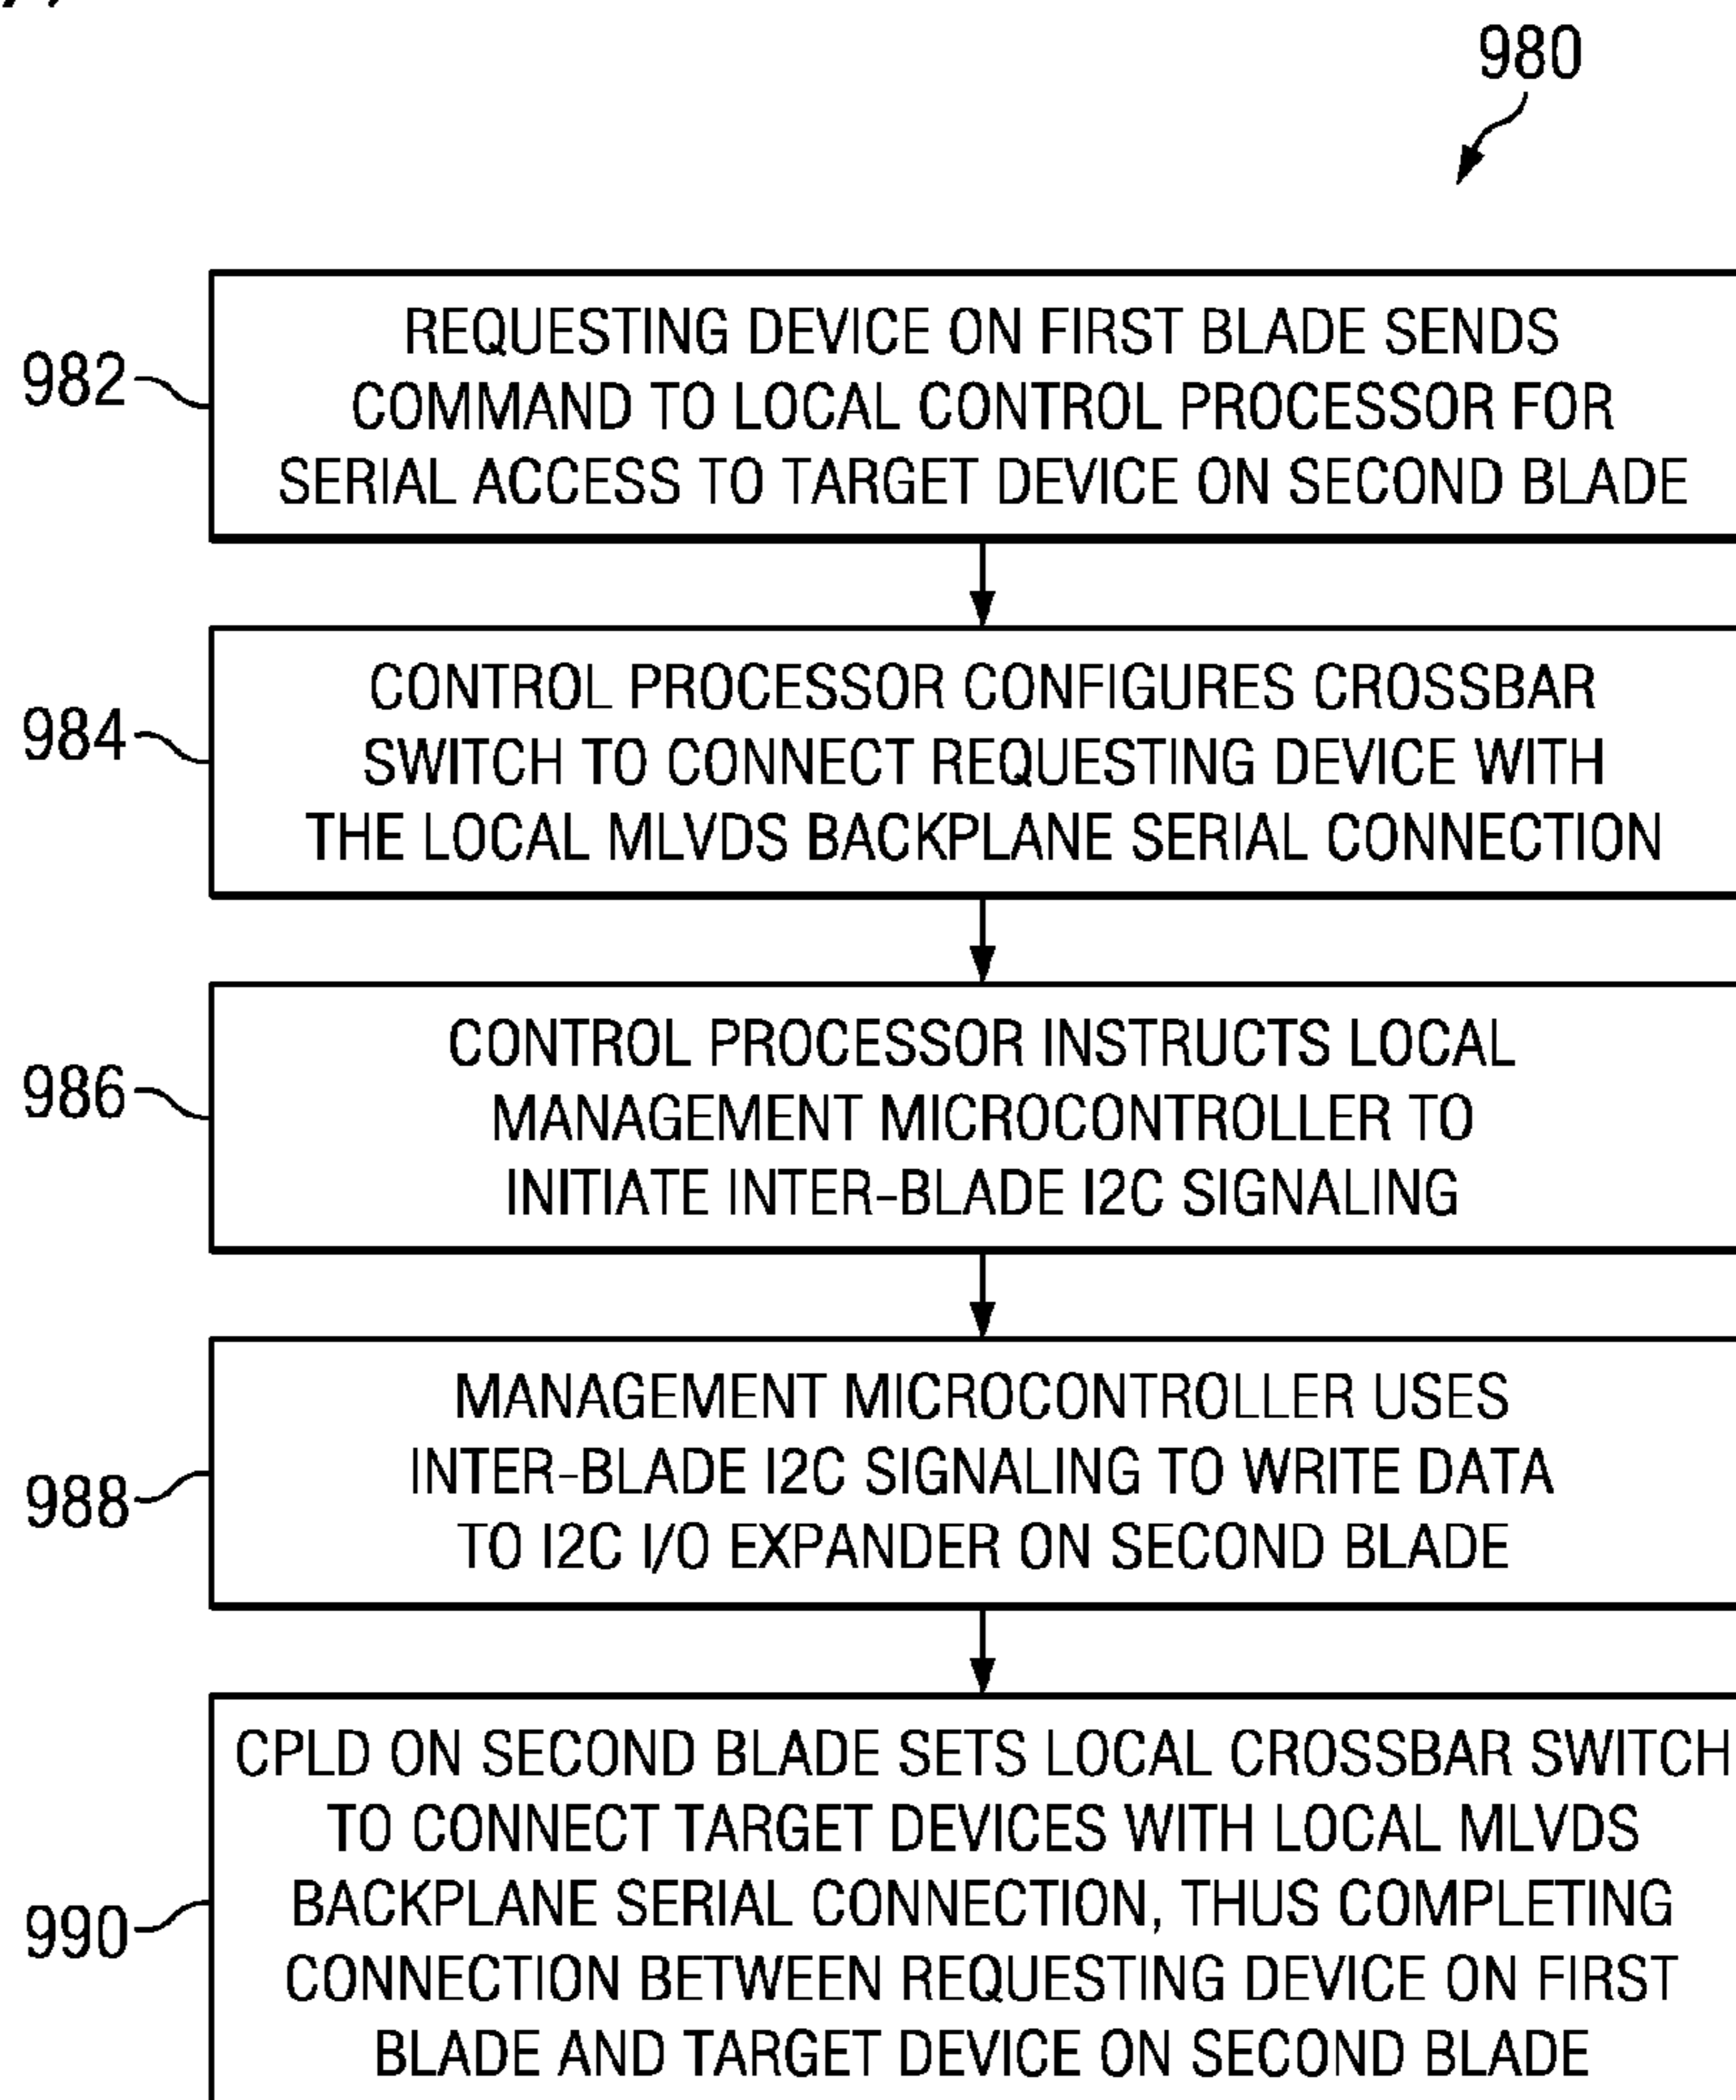 980
982
REQUESTING DEVICE ON FIRST BLADE SENDS
COMMAND TO LOCAL CONTROL PROCESSOR FOR
SERIAL ACCESS TO TARGET DEVICE ON SECOND BLADE
984
CONTROL PROCESSOR CONFIGURES CROSSBAR
SWITCH TO CONNECT REQUESTING DEVICE WITH
THE LOCAL MLVDS BACKPLANE SERIAL CONNECTION
986
CONTROL PROCESSOR INSTRUCTS LOCAL
MANAGEMENT MICROCONTROLLER TO
INITIATE INTER-BLADE I2C SIGNALING
988
MANAGEMENT MICROCONTROLLER USES
INTER-BLADE I2C SIGNALING TO WRITE DATA
TO I2C I/O EXPANDER ON SECOND BLADE
990
CPLD ON SECOND BLADE SETS LOCAL CROSSBAR SWITCH
TO CONNECT TARGET DEVICES WITH LOCAL MLVDS
BACKPLANE SERIAL CONNECTION, THUS COMPLETING
CONNECTION BETWEEN REQUESTING DEVICE ON FIRST
BLADE AND TARGET DEVICE ON SECOND BLADE